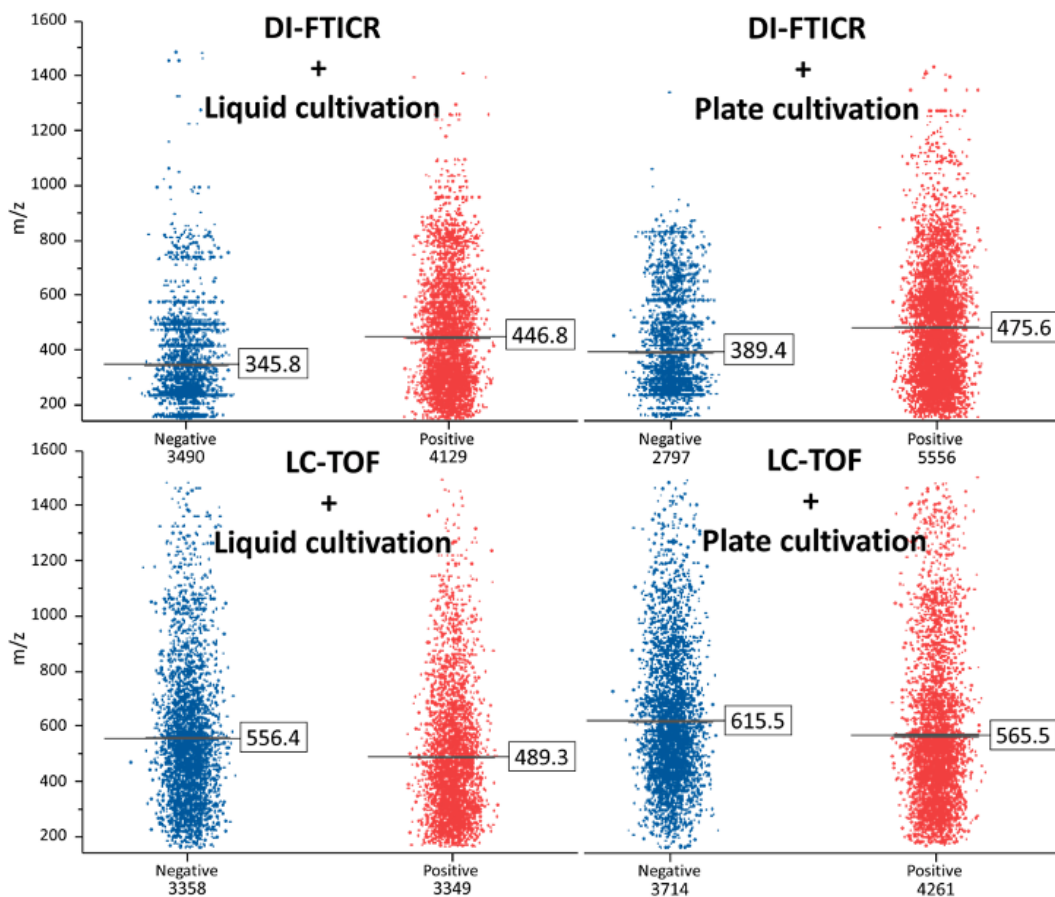 DI-FTICR
+
Liquid cultivation
DI-FTICR
+
Plate cultivation
m/z
1600
1400
1200
1000
800
600
400
200
345.8
446.8
389.4
475.6
Negative
3490
Positive
4129
Negative
2797
Positive
5556
LC-TOF
+
Liquid cultivation
LC-TOF
+
Plate cultivation
m/z
1600
1400
1200
1000
800
600
400
200
556.4
489.3
615.5
565.5
Negative
3358
Positive
3349
Negative
3714
Positive
4261